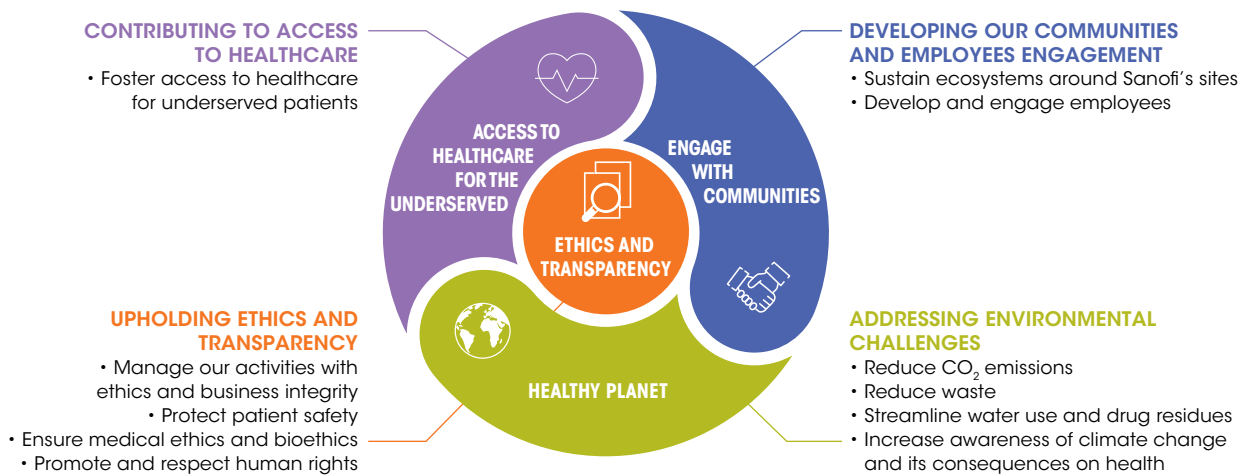 CONTRIBUTING TO ACCESS
TO HEALTHCARE
• Foster access to healthcare
for underserved patients
DEVELOPING OUR COMMUNITIES
AND EMPLOYEES ENGAGEMENT
• Sustain ecosystems around Sanofi's sites
• Develop and engage employees
ACCESS TO
HEALTHCARE
FOR THE
UNDERSERVED
ENGAGE
WITH
COMMUNITIES
ETHICS AND
TRANSPARENCY
HEALTHY PLANET
UPHOLDING ETHICS AND
TRANSPARENCY
• Manage our activities with
ethics and business integrity
• Protect patient safety
• Ensure medical ethics and bioethics
• Promote and respect human rights
ADDRESSING ENVIRONMENTAL
CHALLENGES
• Reduce CO₂ emissions
• Reduce waste
• Streamline water use and drug residues
• Increase awareness of climate change
and its consequences on health